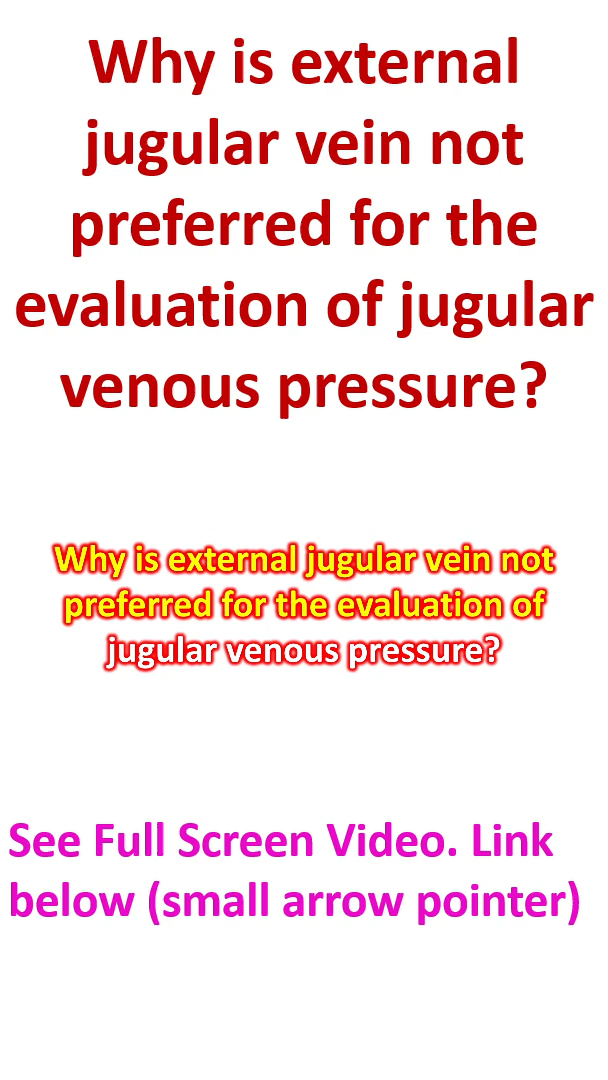 Why is external
jugular vein not
preferred for the
evaluation of jugular
venous pressure?
Why is external jugular vein not
preferred for the evaluation of
jugular venous pressure?
See Full Screen Video. Link
below (small arrow pointer)